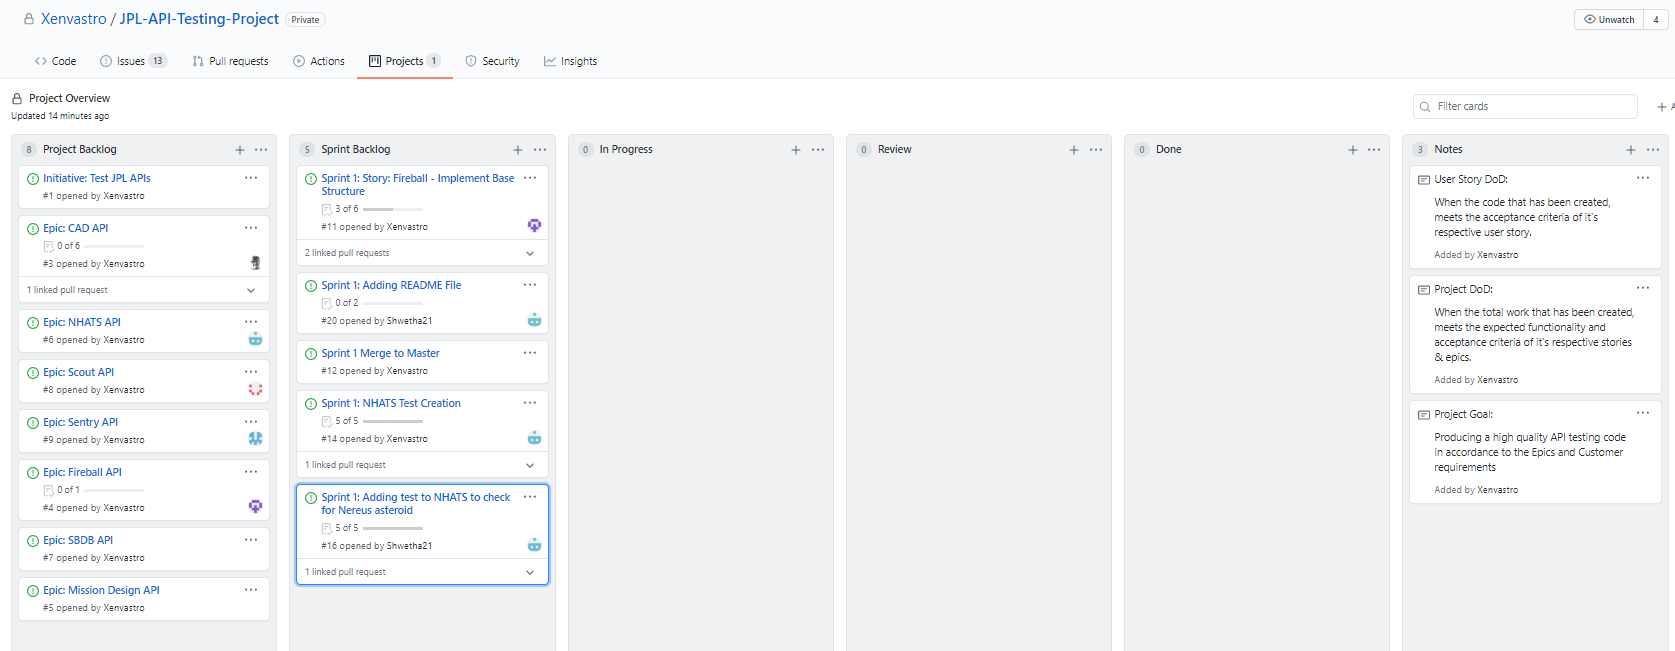 Xenvastro / JPL-API-Testing-Project Private
Unwatch 4
Code
Issues 13
Pull requests
Actions
Projects 1
Security
Insights
Project Overview
Updated 14 minutes ago
Filter cards
8 Project Backlog
Initiative: Test JPL APIs
#1 opened by Xenvastro
Epic: CAD API
0 of 6
#3 opened by Xenvastro
1 linked pull request
Epic: NHATS API
#6 opened by Xenvastro
Epic: Scout API
#8 opened by Xenvastro
Epic: Sentry API
#9 opened by Xenvastro
Epic: Fireball API
0 of 1
#4 opened by Xenvastro
Epic: SBDB API
#7 opened by Xenvastro
Epic: Mission Design API
#5 opened by Xenvastro
5 Sprint Backlog
Sprint 1: Story: Fireball - Implement Base
Structure
3 of 6
#11 opened by Xenvastro
2 linked pull requests
Sprint 1: Adding README File
0 of 2
#20 opened by Shwetha21
Sprint 1 Merge to Master
#12 opened by Xenvastro
Sprint 1: NHATS Test Creation
5 of 5
#14 opened by Xenvastro
1 linked pull request
Sprint 1: Adding test to NHATS to check
for Nereus asteroid
5 of 5
#16 opened by Shwetha21
1 linked pull request
0 In Progress
0 Review
0 Done
3 Notes
User Story DoD:
When the code that has been created,
meets the acceptance criteria of it's
respective user story.
Added by Xenvastro
Project DoD:
When the total work that has been created,
meets the expected functionality and
acceptance criteria of it's respective stories
& epics.
Added by Xenvastro
Project Goal:
Producing a high quality API testing code
in accordance to the Epics and Customer
requirements
Added by Xenvastro